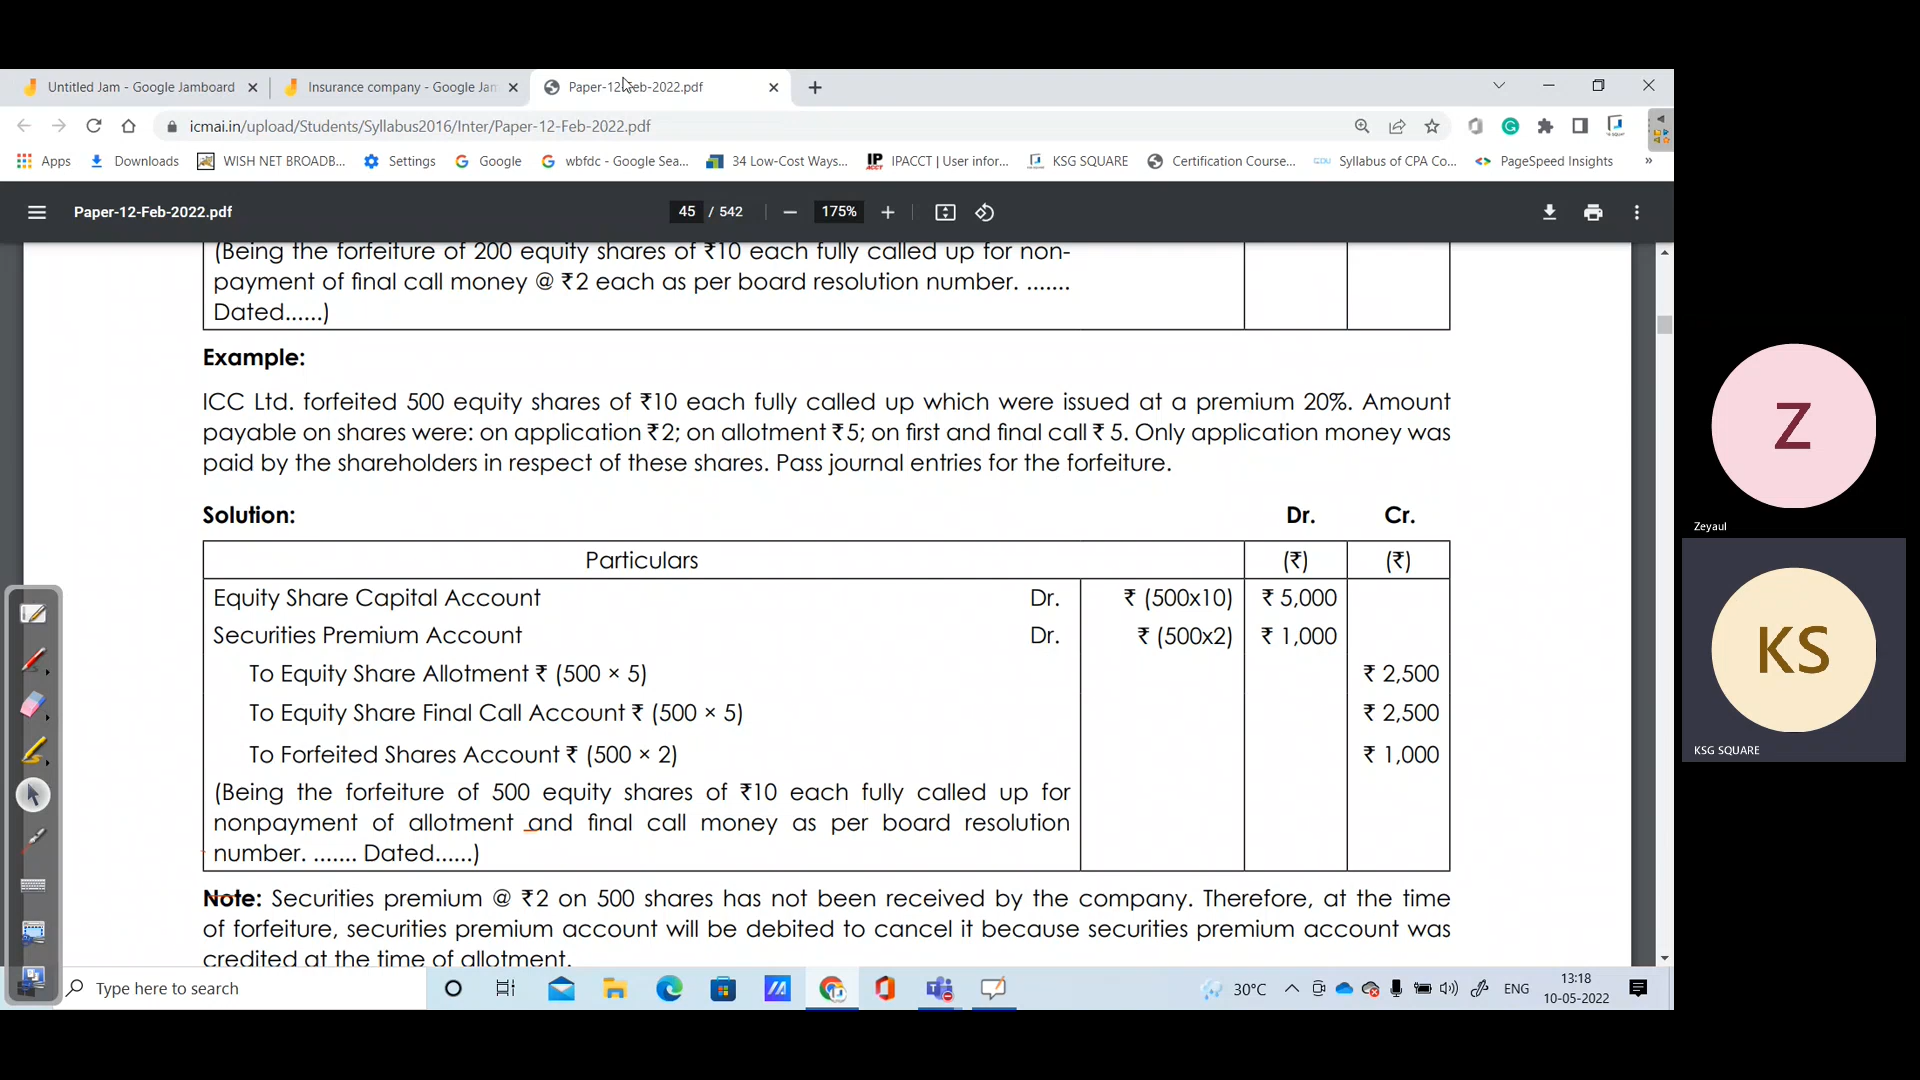 Untitled Jam - Google Jamboard
Insurance company - Google Jam
Paper-12-Feb-2022.pdf
icmai.in/upload/Students/Syllabus2016/Inter/Paper-12-Feb-2022.pdf
Apps
Downloads
WISH NET BROADB...
Settings
Google
wbfdc - Google Sea...
34 Low-Cost Ways...
IPACCT | User infor...
KSG SQUARE
Certification Course...
Syllabus of CPA Co...
PageSpeed Insights
»
Paper-12-Feb-2022.pdf
45 / 542
175%
(Being the forfeiture of 200 equity shares of ₹10 each fully called up for non-
payment of final call money @ ₹2 each as per board resolution number. .......
Dated......)
Example:
ICC Ltd. forfeited 500 equity shares of ₹10 each fully called up which were issued at a premium 20%. Amount
payable on shares were: on application ₹2; on allotment ₹5; on first and final call ₹ 5. Only application money was
paid by the shareholders in respect of these shares. Pass journal entries for the forfeiture.
Solution: Dr. Cr.
Particulars (₹) (₹)
Equity Share Capital Account Dr. ₹ (500x10) ₹ 5,000
Securities Premium Account Dr. ₹ (500x2) ₹ 1,000
To Equity Share Allotment ₹ (500 × 5) ₹ 2,500
To Equity Share Final Call Account ₹ (500 × 5) ₹ 2,500
To Forfeited Shares Account ₹ (500 × 2) ₹ 1,000
(Being the forfeiture of 500 equity shares of ₹10 each fully called up for
nonpayment of allotment and final call money as per board resolution
number. ....... Dated......)
Note: Securities premium @ ₹2 on 500 shares has not been received by the company. Therefore, at the time
of forfeiture, securities premium account will be debited to cancel it because securities premium account was
credited at the time of allotment.
Type here to search
30°C
ENG
13:18
10-05-2022
Z
Zeyaul
KS
KSG SQUARE